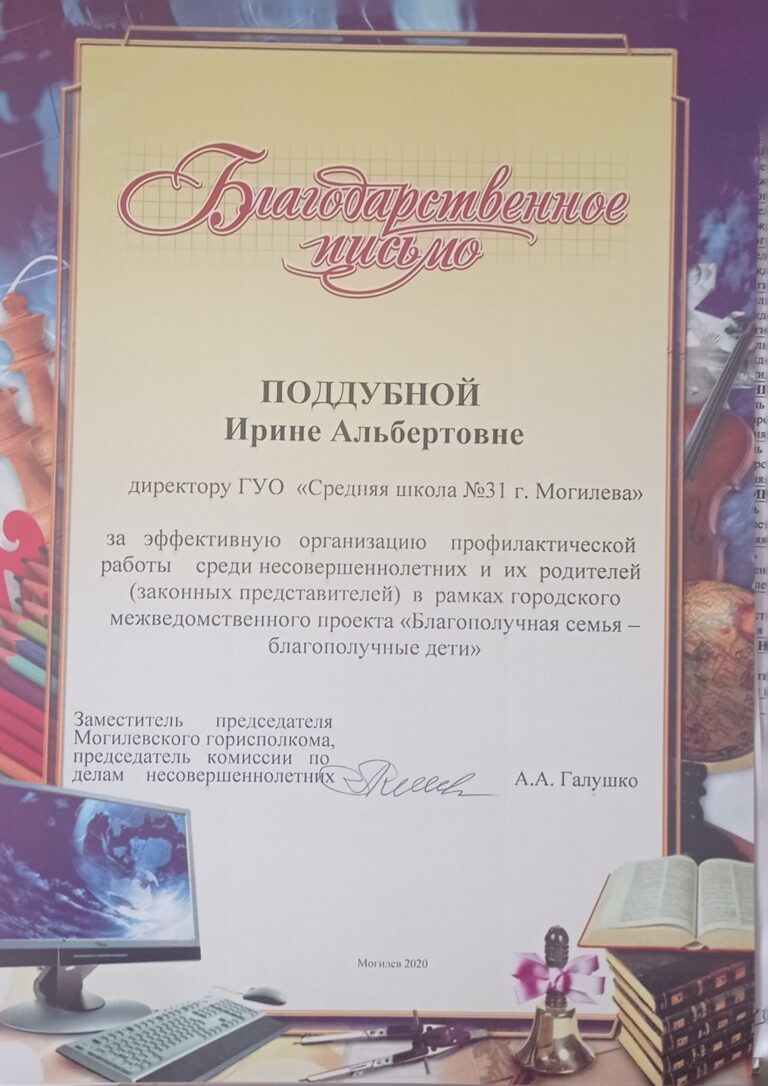 Благодарственное
письмо
ПОДДУБНОЙ
Ирине Альбертовне
директору ГУО «Средняя школа №31 г. Могилева»
за эффективную организацию профилактической
работы среди несовершеннолетних и их родителей
(законных представителей) в рамках городского
межведомственного проекта «Благополучная семья –
благополучные дети»
Заместитель председателя
Могилевского горисполкома,
председатель комиссии по
делам несовершеннолетних
А.А. Галушко
Могилев 2020